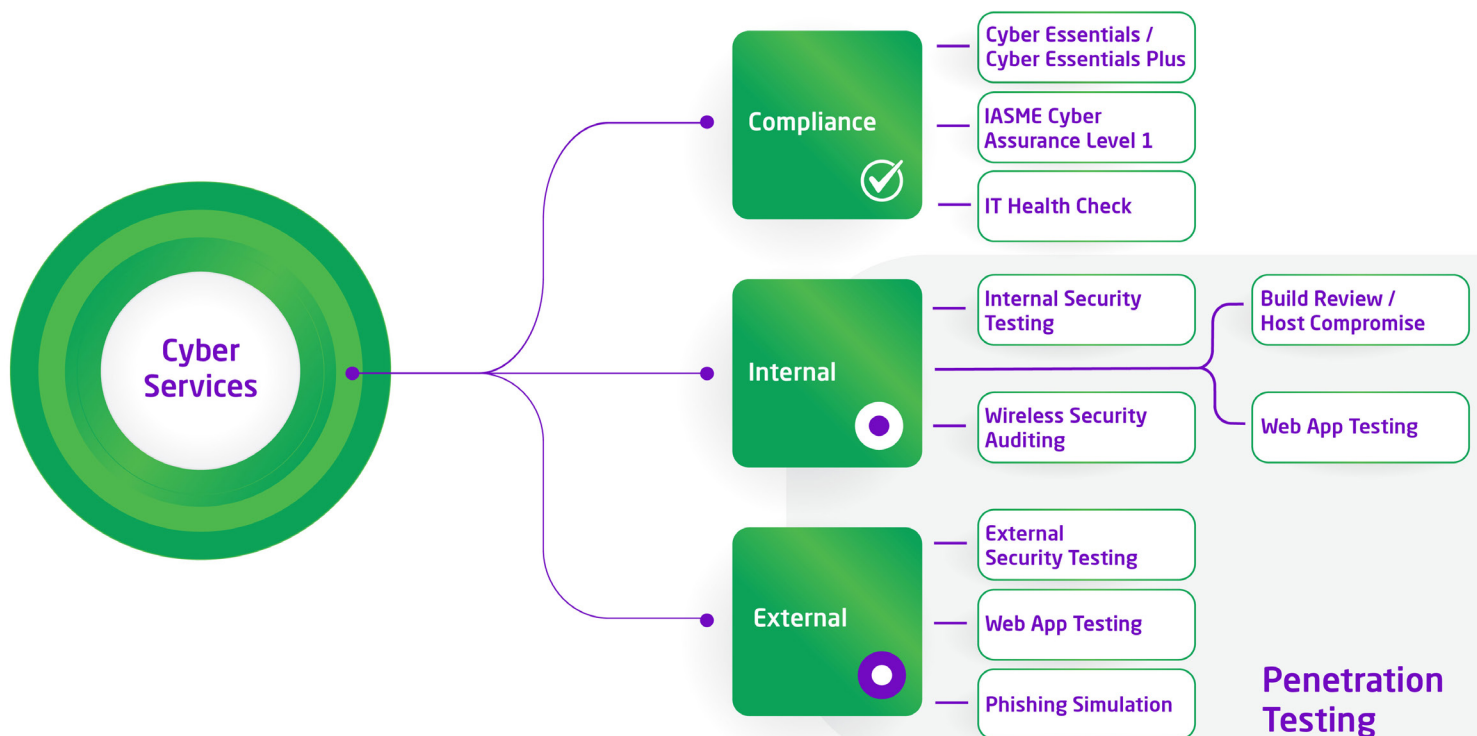 Cyber
Services
Compliance
Cyber Essentials /
Cyber Essentials Plus
IASME Cyber
Assurance Level 1
IT Health Check
Internal
Internal Security
Testing
Wireless Security
Auditing
Build Review /
Host Compromise
Web App Testing
External
External
Security Testing
Web App Testing
Phishing Simulation
Penetration
Testing